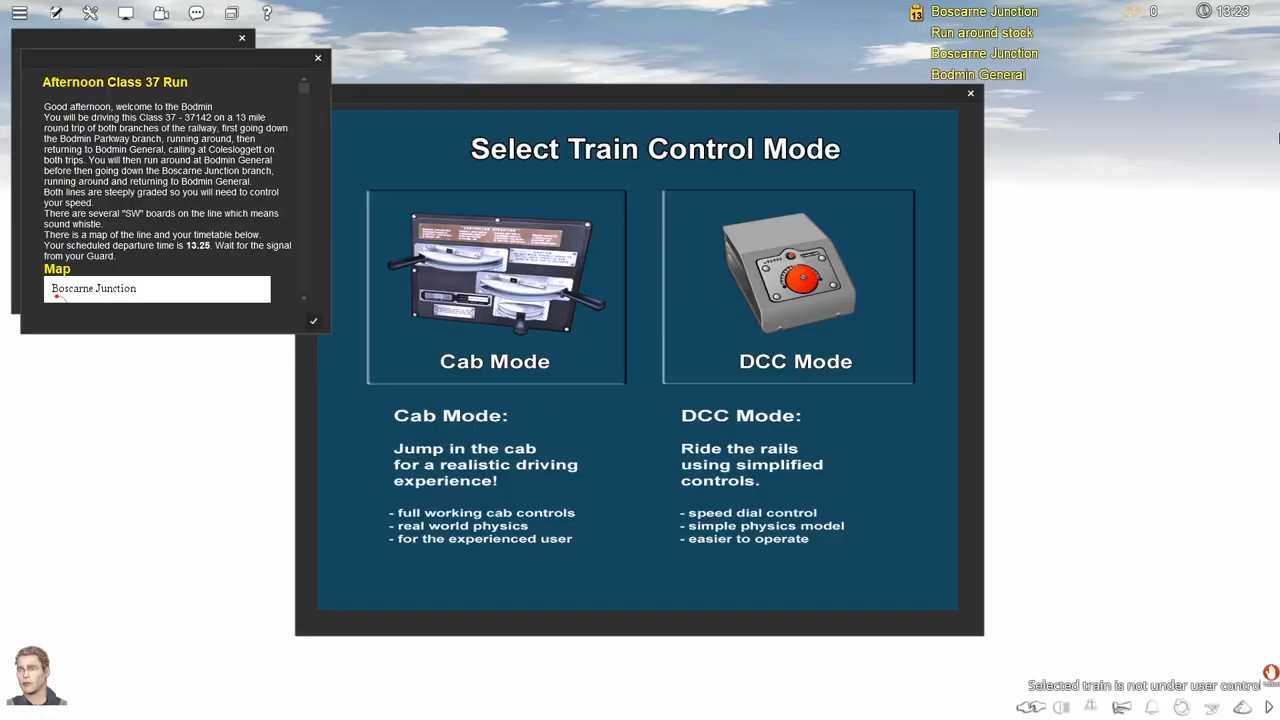 Boscarne Junction
0
13:23
Run around stock
Boscarne Junction
Bodmin General
13
Afternoon Class 37 Run
Good afternoon, welcome to the Bodmin
You will be driving this Class 37 - 37142 on a 13 mile
round trip of both branches of the railway, first going down
the Bodmin Parkway branch, running around, then
returning to Bodmin General, calling at Colesloggett on
both trips. You will then run around at Bodmin General
before then going down the Boscarne Junction branch,
running around and returning to Bodmin General.
Both lines are steeply graded so you will need to control
your speed.
There are several "SW" boards on the line which means
sound whistle.
There is a map of the line and your timetable below.
Your scheduled departure time is 13.25. Wait for the signal
from your Guard.
Map
Boscarne Junction
Select Train Control Mode
Cab Mode
DCC Mode
Cab Mode:
Jump in the cab
for a realistic driving
experience!
- full working cab controls
- real world physics
- for the experienced user
DCC Mode:
Ride the rails
using simplified
controls.
- speed dial control
- simple physics model
- easier to operate
Selected train is not under user control